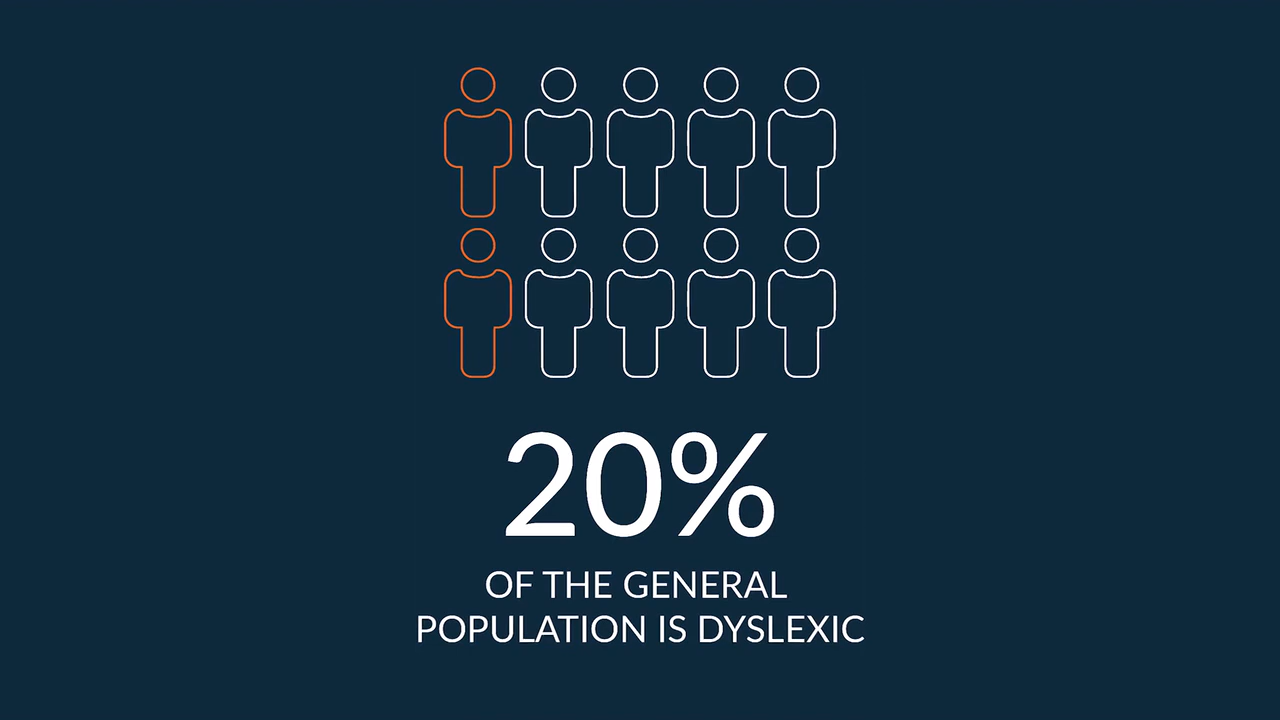 20%
OF THE GENERAL
POPULATION IS DYSLEXIC